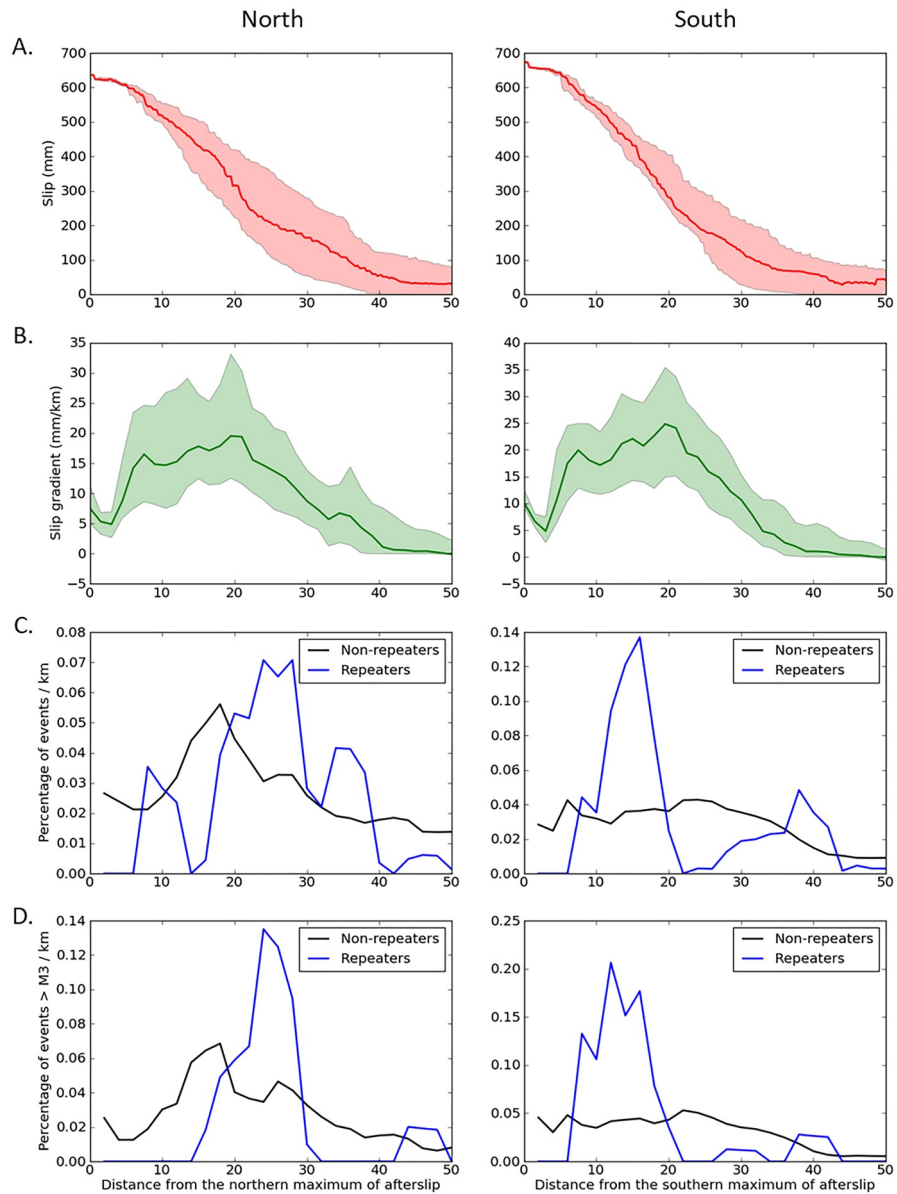 North
South
A.
700
600
500
400
300
200
100
0
Slip (mm)
0 10 20 30 40 50
700
600
500
400
300
200
100
0
0 10 20 30 40 50
B.
35
30
25
20
15
10
5
0
−5
Slip gradient (mm/km)
0 10 20 30 40 50
40
35
30
25
20
15
10
5
0
−5
0 10 20 30 40 50
C.
0.08
0.07
0.06
0.05
0.04
0.03
0.02
0.01
0.00
Percentage of events / km
Non-repeaters
Repeaters
0 10 20 30 40 50
0.14
0.12
0.10
0.08
0.06
0.04
0.02
0.00
Non-repeaters
Repeaters
0 10 20 30 40 50
D.
0.14
0.12
0.10
0.08
0.06
0.04
0.02
0.00
Percentage of events > M3 / km
Non-repeaters
Repeaters
0 10 20 30 40 50
Distance from the northern maximum of afterslip
0.25
0.20
0.15
0.10
0.05
0.00
Non-repeaters
Repeaters
0 10 20 30 40 50
Distance from the southern maximum of afterslip